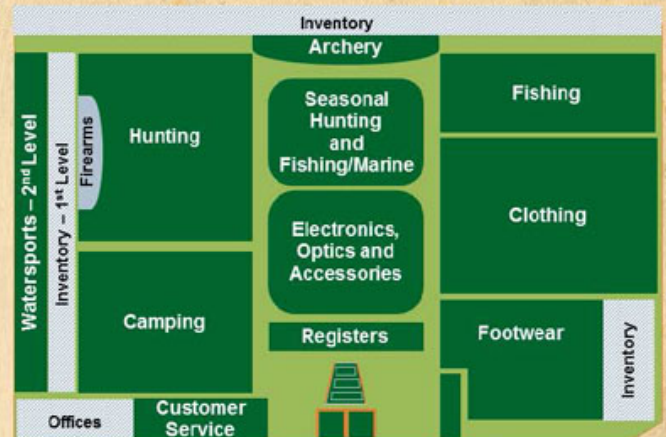 Inventory
Archery
Watersports – 2nd Level
Inventory – 1st Level
Firearms
Hunting
Seasonal
Hunting
and
Fishing/Marine
Fishing
Clothing
Electronics,
Optics and
Accessories
Camping
Registers
Footwear
Inventory
Offices
Customer
Service